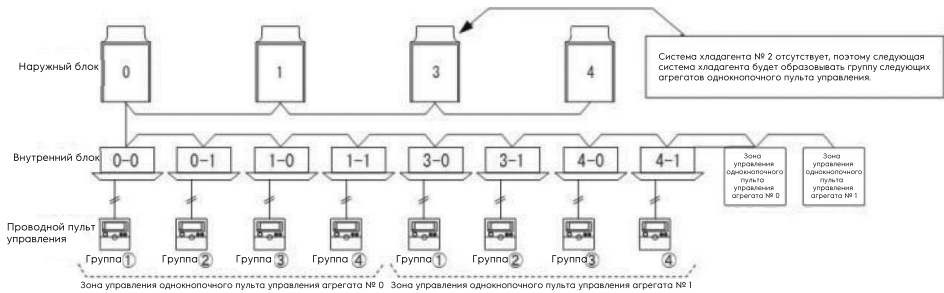 Наружный блок
0
1
3
4
Система хладагента № 2 отсутствует, поэтому следующая
система хладагента будет образовывать группу следующих
агрегатов однокнопочного пульта управления.
Внутренний блок
0-0
0-1
1-0
1-1
3-0
3-1
4-0
4-1
Зона
управления
однокнопочного
пульта
управления
агрегата № 0
Зона
управления
однокнопочного
пульта
управления
агрегата № 1
Проводной пульт
управления
Группа ①
Группа ②
Группа ③
Группа ④
Группа ①
Группа ②
Группа ③
④
Зона управления однокнопочного пульта управления агрегата № 0
Зона управления однокнопочного пульта управления агрегата № 1